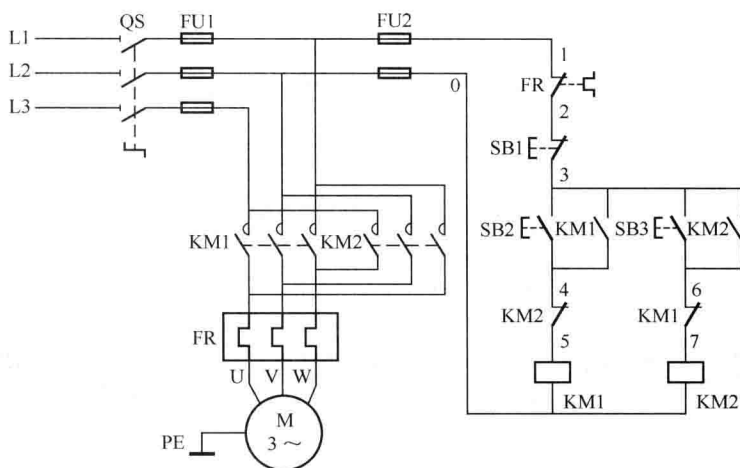 QS FU1 FU2
L1
L2
L3
0
1
FR
2
SB1
3
SB2 KM1 SB3 KM2
KM1 KM2
4 6
KM2 KM1
5 7
FR
U V W
KM1 KM2
M
3 ~
PE